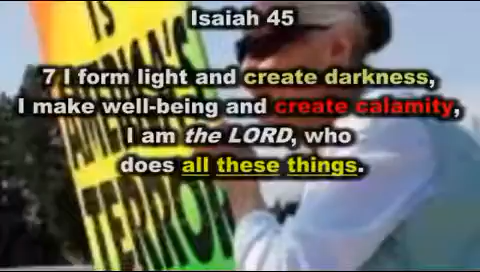 Isaiah 45
7 I form light and create darkness,
I make well-being and create calamity,
I am the LORD, who
does all these things.
IS
AMERICA'S
TERROR